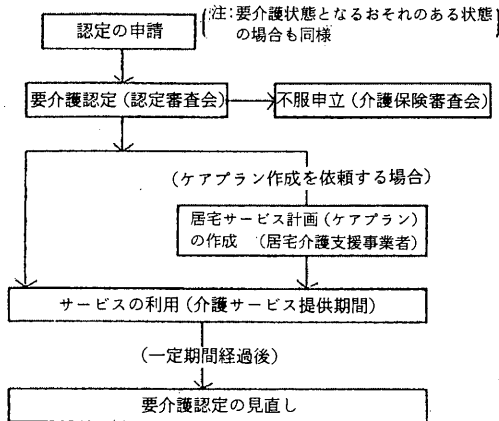 認定の申請
注:要介護状態となるおそれのある状態
の場合も同様
要介護認定(認定審査会)
不服申立(介護保険審査会)
(ケアプラン作成を依頼する場合)
居宅サービス計画(ケアプラン)
の作成 (居宅介護支援事業者)
サービスの利用(介護サービス提供期間)
(一定期間経過後)
要介護認定の見直し